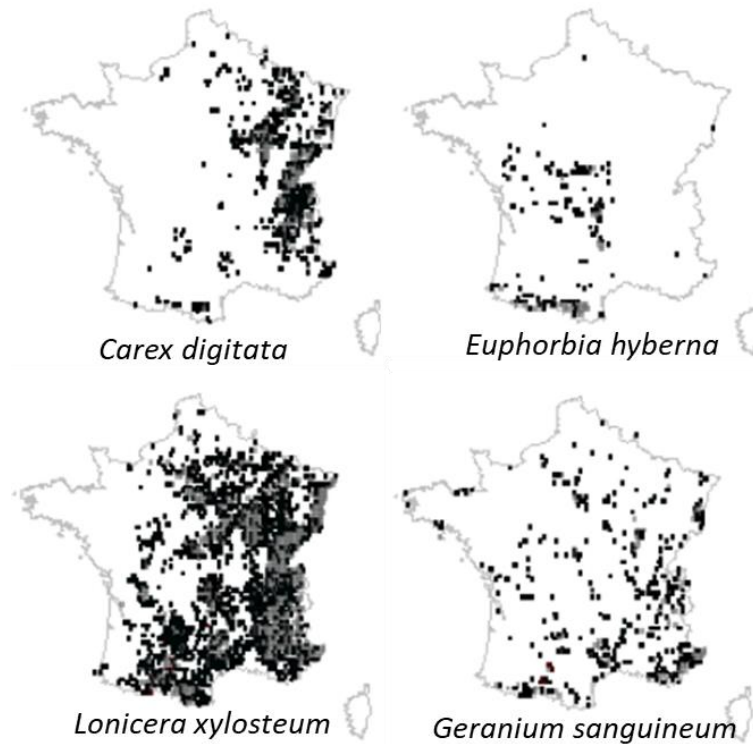 Carex digitata
Euphorbia hyberna
Lonicera xylosteum
Geranium sanguineum